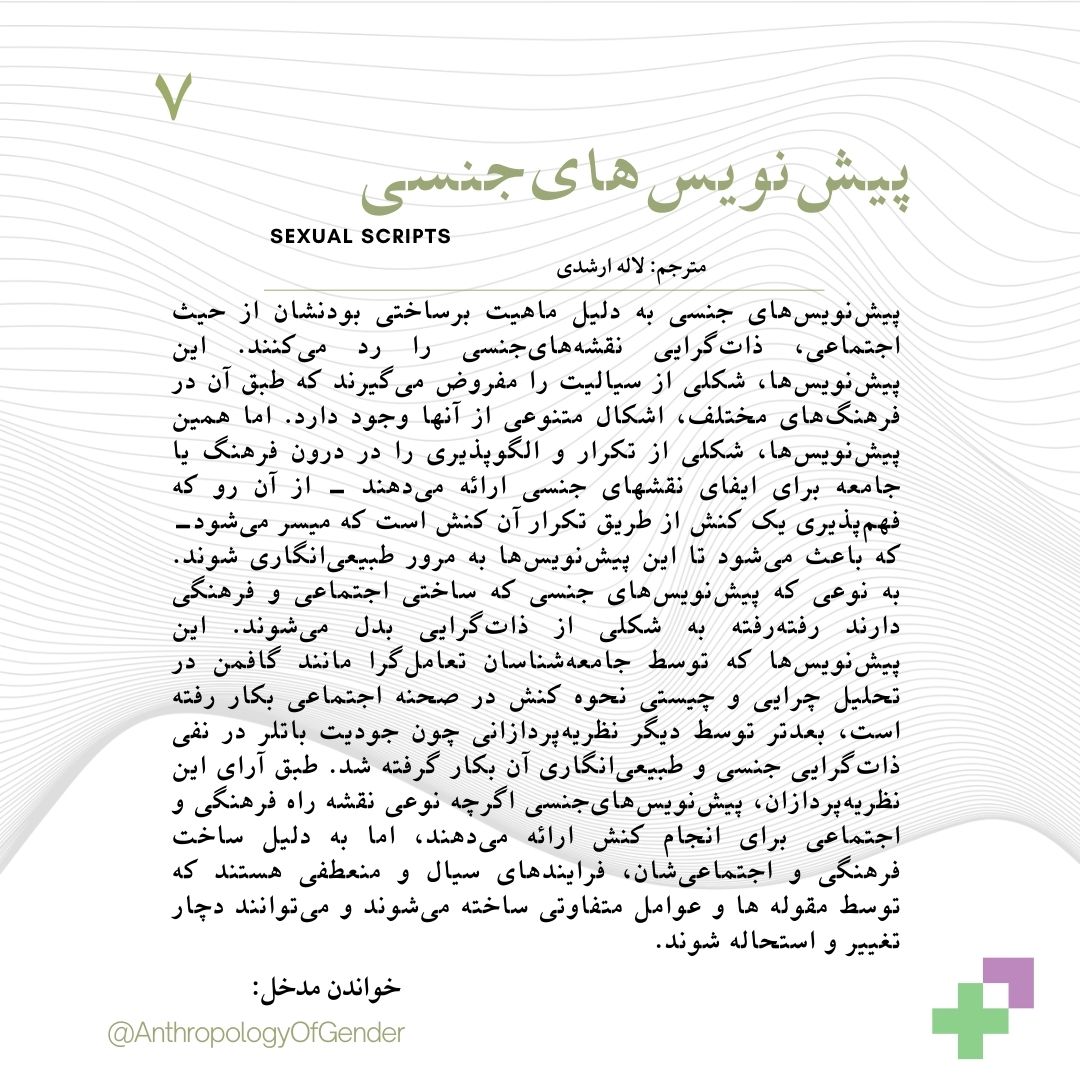 ۷
پیش‌نویس‌های‌جنسی
SEXUAL SCRIPTS
مترجم: لاله ارشدی
پیش‌نویس‌های جنسی به دلیل ماهیت برساختی بودنشان از حیث
اجتماعی، ذات‌گرایی نقشه‌های‌جنسی را رد می‌کنند. این
پیش‌نویس‌ها، شکلی از سیالیت را مفروض می‌گیرند که طبق آن در
فرهنگ‌های مختلف، اشکال متنوعی از آنها وجود دارد. اما همین
پیش‌نویس‌ها، شکلی از تکرار و الگوپذیری را در درون فرهنگ یا
جامعه برای ایفای نقشهای جنسی ارائه می‌دهند ـ از آن رو که
فهم‌پذیری یک کنش از طریق تکرار آن کنش است که میسر می‌شودـ
که باعث می‌شود تا این پیش‌نویس‌ها به مرور طبیعی‌انگاری شوند.
به نوعی که پیش‌نویس‌های جنسی که ساختی اجتماعی و فرهنگی
دارند رفته‌رفته به شکلی از ذات‌گرایی بدل می‌شوند. این
پیش‌نویس‌ها که توسط جامعه‌شناسان تعامل‌گرا مانند گافمن در
تحلیل چرایی و چیستی نحوه کنش در صحنه اجتماعی بکار رفته
است، بعدتر توسط دیگر نظریه‌پردازانی چون جودیت باتلر در نفی
ذات‌گرایی جنسی و طبیعی‌انگاری آن بکار گرفته شد. طبق آرای این
نظریه‌پردازان، پیش‌نویس‌های‌جنسی اگرچه نوعی نقشه راه فرهنگی و
اجتماعی برای انجام کنش ارائه می‌دهند، اما به دلیل ساخت
فرهنگی و اجتماعی‌شان، فرایندهای سیال و منعطفی هستند که
توسط مقوله ها و عوامل متفاوتی ساخته می‌شوند و می‌توانند دچار
تغییر و استحاله شوند.
خواندن مدخل:
@AnthropologyOfGender